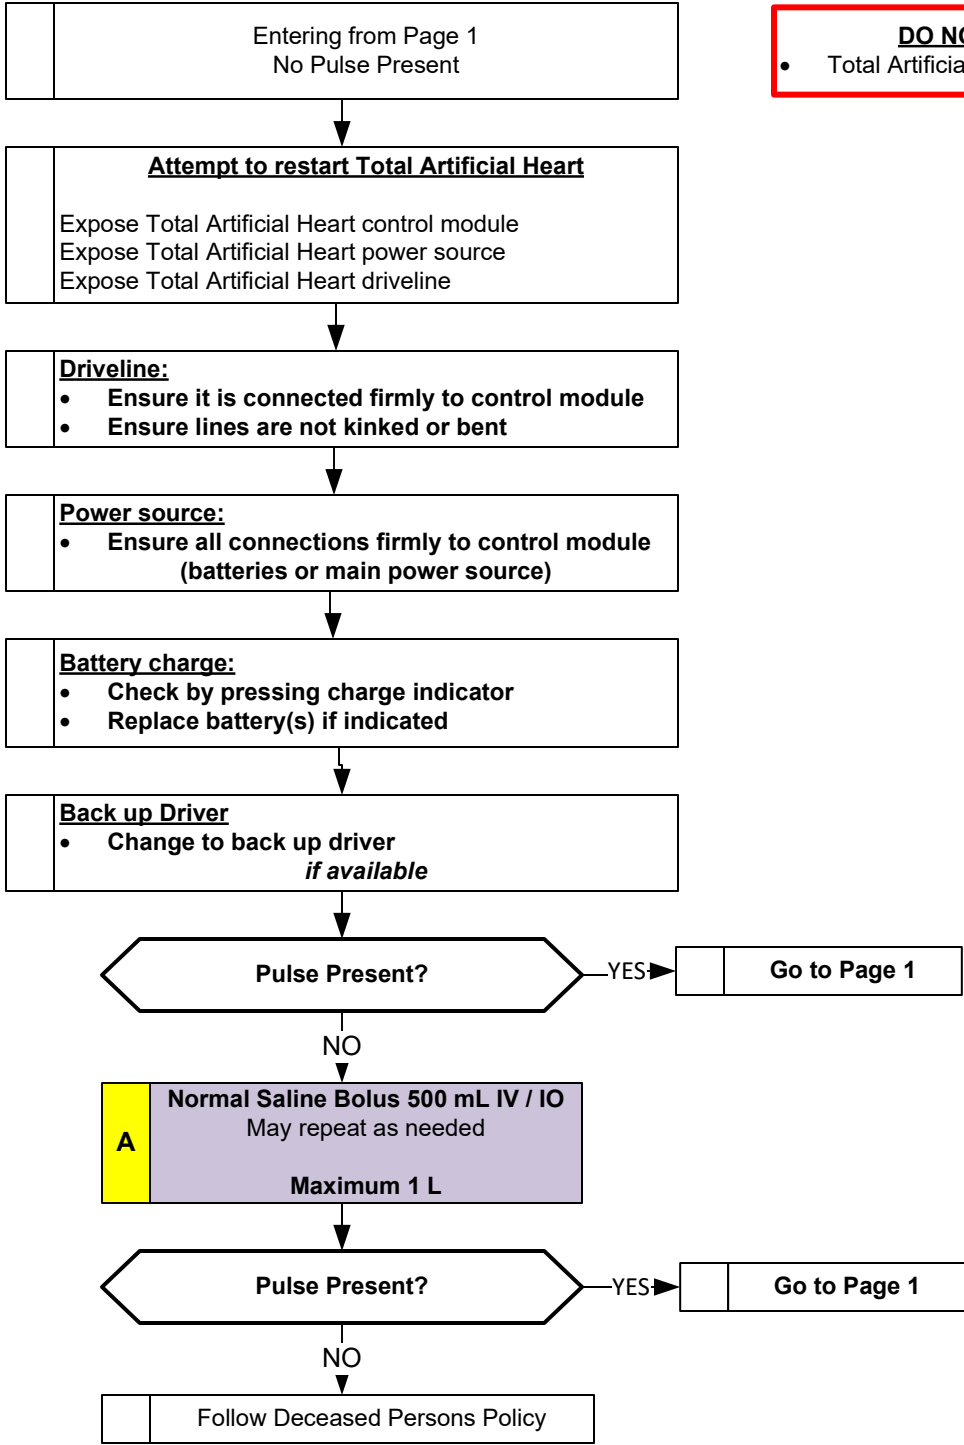 Entering from Page 1
No Pulse Present
DO
• Total
Attempt to restart Total Artificial Heart
Expose Total Artificial Heart control module
Expose Total Artificial Heart power source
Expose Total Artificial Heart driveline
Driveline:
• Ensure it is connected firmly to control module
• Ensure lines are not kinked or bent
Power source:
• Ensure all connections firmly to control module
(batteries or main power source)
Battery charge:
• Check by pressing charge indicator
• Replace battery(s) if indicated
Back up Driver
• Change to back up driver
if available
Pulse Present?
YES
Go to Page 1
NO
A
Normal Saline Bolus 500 mL IV / IO
May repeat as needed
Maximum 1 L
Pulse Present?
YES
Go to Page 1
NO
Follow Deceased Persons Policy